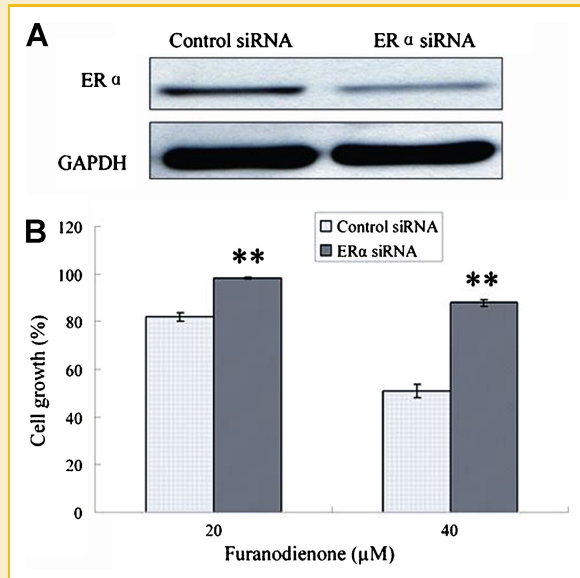 A
Control siRNA ER α siRNA
ER α
GAPDH
B
Control siRNA
ERα siRNA
120
100
80
60
40
20
0
** **
Cell growth (%)
20 40
Furanodienone (µM)